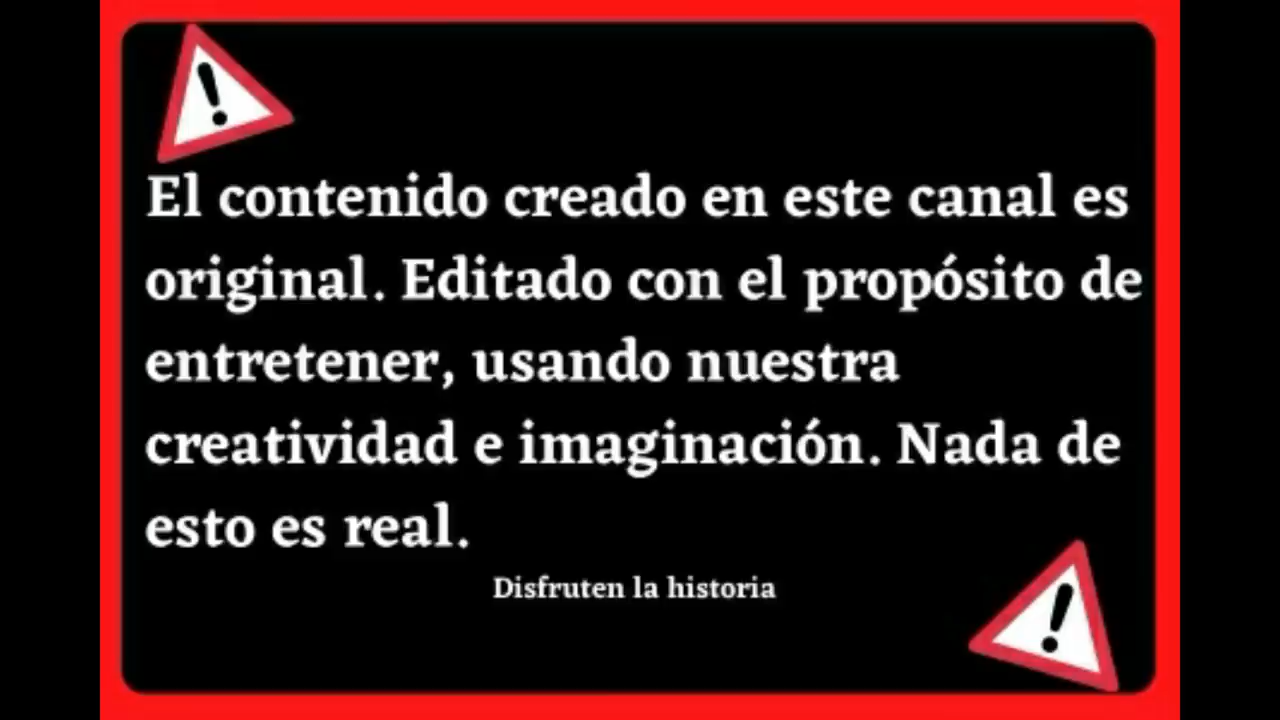 El contenido creado en este canal es
original. Editado con el propósito de
entretener, usando nuestra
creatividad e imaginación. Nada de
esto es real.
Disfruten la historia